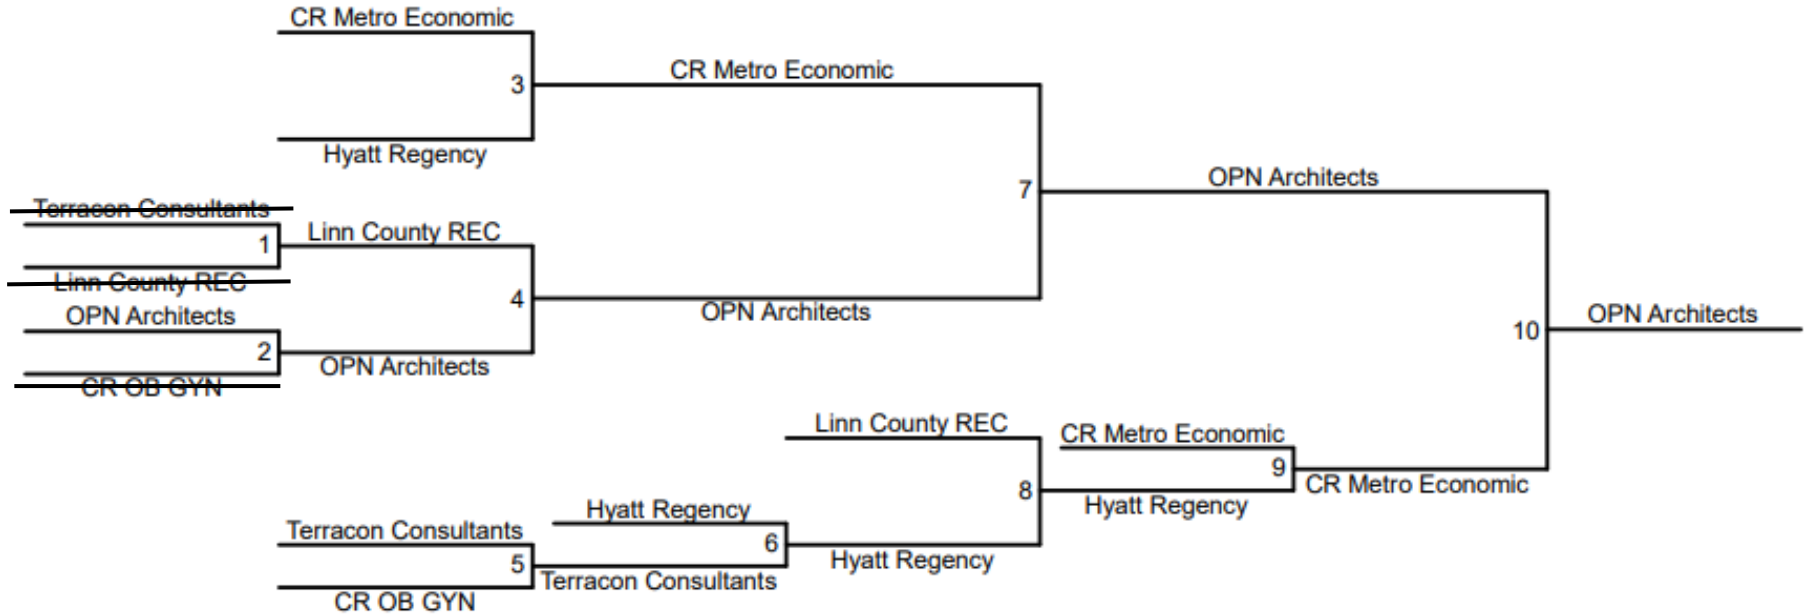 CR Metro Economic
3
CR Metro Economic
Hyatt Regency
7
OPN Architects
Terracon Consultants
1
Linn County REC
Linn County REC
4
OPN Architects
OPN Architects
2
OPN Architects
CR OB GYN
10
OPN Architects
Linn County REC
8
CR Metro Economic
9
CR Metro Economic
Hyatt Regency
Hyatt Regency
6
Hyatt Regency
Terracon Consultants
5
Terracon Consultants
CR OB GYN